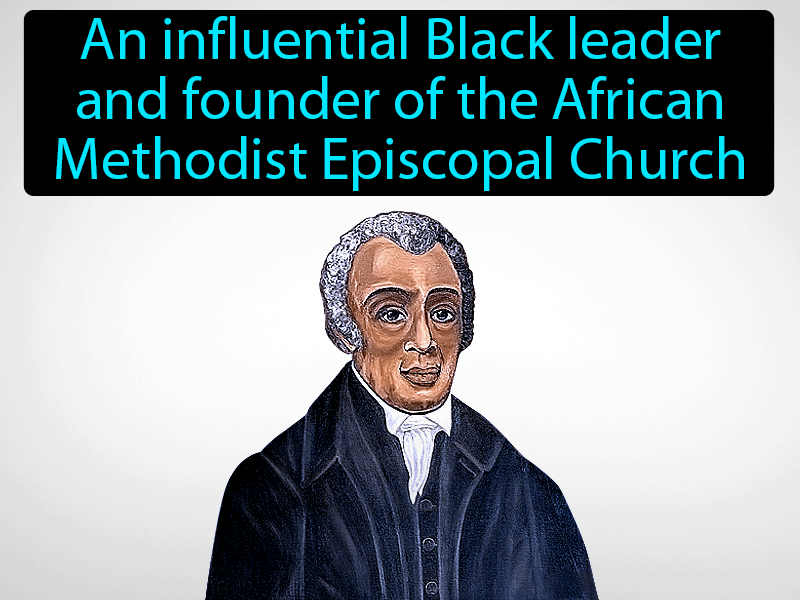 An influential Black leader
and founder of the African
Methodist Episcopal Church